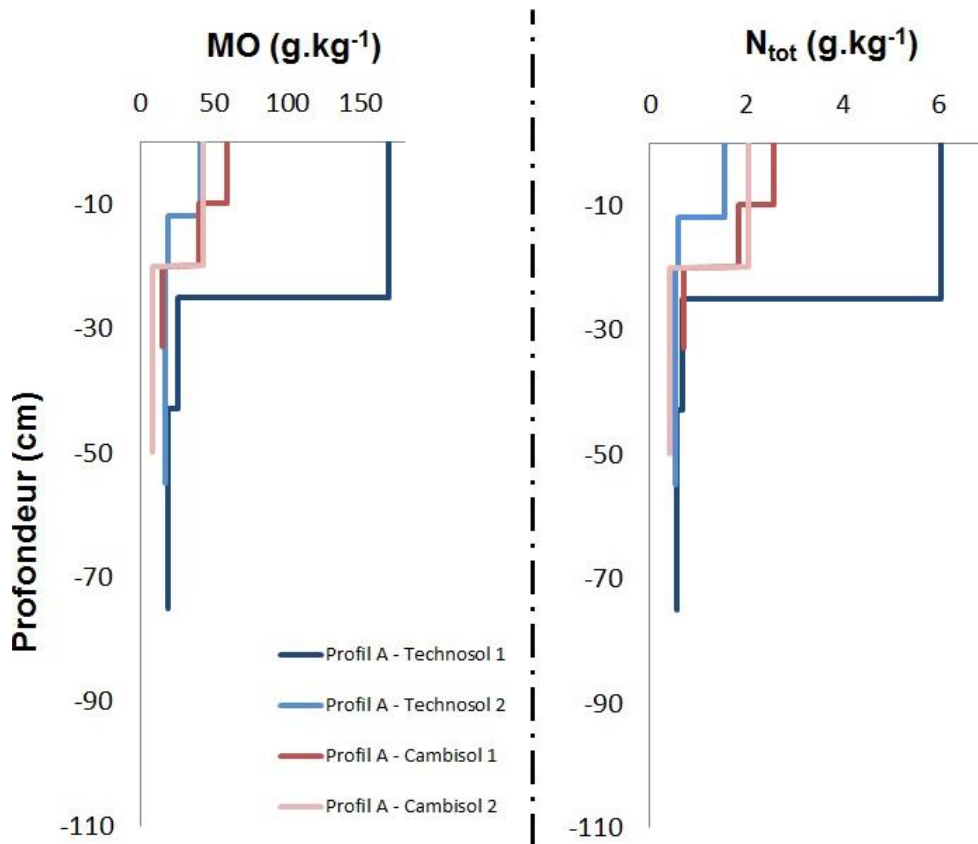 MO (g.kg-1)
0 50 100 150
-10
-30
-50
-70
-90
-110
Profondeur (cm)
Profil A - Technosol 1
Profil A - Technosol 2
Profil A - Cambisol 1
Profil A - Cambisol 2
Ntot (g.kg-1)
0 2 4 6
-10
-30
-50
-70
-90
-110